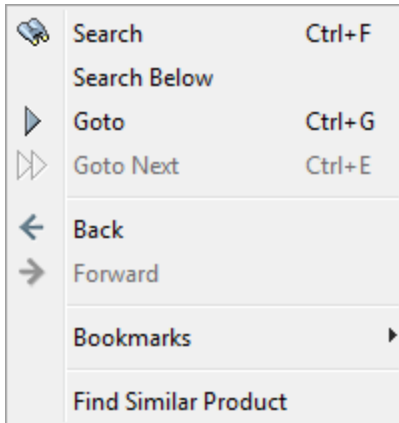 Search Ctrl+F
Search Below
Goto Ctrl+G
Goto Next Ctrl+E
Back
Forward
Bookmarks
Find Similar Product